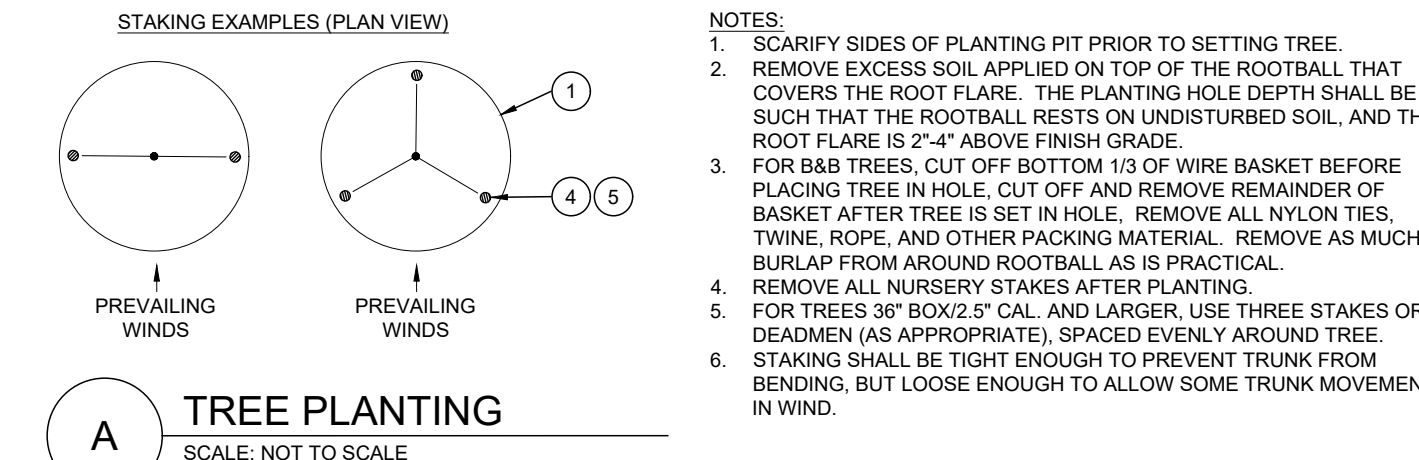 STAKING EXAMPLES (PLAN VIEW)
1
4 5
PREVAILING
WINDS
PREVAILING
WINDS
A
TREE PLANTING
SCALE: NOT TO SCALE
NOTES:
1. SCARIFY SIDES OF PLANTING PIT PRIOR TO SETTING TREE.
2. REMOVE EXCESS SOIL APPLIED ON TOP OF THE ROOTBALL THAT
COVERS THE ROOT FLARE. THE PLANTING HOLE DEPTH SHALL BE
SUCH THAT THE ROOTBALL RESTS ON UNDISTURBED SOIL, AND TH
ROOT FLARE IS 2"-4" ABOVE FINISH GRADE.
3. FOR B&B TREES, CUT OFF BOTTOM 1/3 OF WIRE BASKET BEFORE
PLACING TREE IN HOLE, CUT OFF AND REMOVE REMAINDER OF
BASKET AFTER TREE IS SET IN HOLE, REMOVE ALL NYLON TIES,
TWINE, ROPE, AND OTHER PACKING MATERIAL. REMOVE AS MUCH
BURLAP FROM AROUND ROOTBALL AS IS PRACTICAL.
4. REMOVE ALL NURSERY STAKES AFTER PLANTING.
5. FOR TREES 36" BOX/2.5" CAL. AND LARGER, USE THREE STAKES OR
DEADMEN (AS APPROPRIATE), SPACED EVENLY AROUND TREE.
6. STAKING SHALL BE TIGHT ENOUGH TO PREVENT TRUNK FROM
BENDING, BUT LOOSE ENOUGH TO ALLOW SOME TRUNK MOVEMEN
IN WIND.